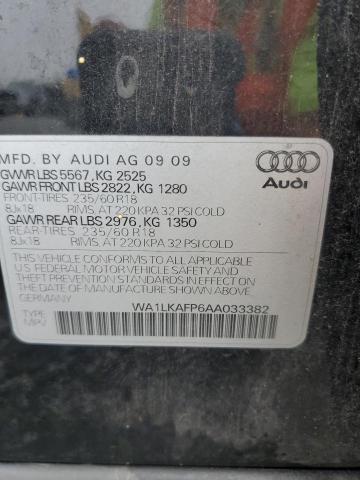 MFD. BY AUDI AG 09 09
GVWR LBS 5567, KG 2525
GAWR FRONT LBS 2822, KG 1280
FRONT-TIRES 235/60 R18
8Jx18 RIMS, AT 220 KPA 32 PSI COLD
GAWR REAR LBS 2976, KG 1350
REAR-TIRES 235/60 R18
8Jx18 RIMS, AT 220 KPA 32 PSI COLD
THIS VEHICLE CONFORMS TO ALL APPLICABLE
U.S. FEDERAL MOTOR VEHICLE SAFETY AND
THEFT PREVENTION STANDARDS IN EFFECT ON
THE DATE OF MANUFACTURE SHOWN ABOVE.
GERMANY WA1LKAFP6AA033382
TYPE:
MPV
Audi